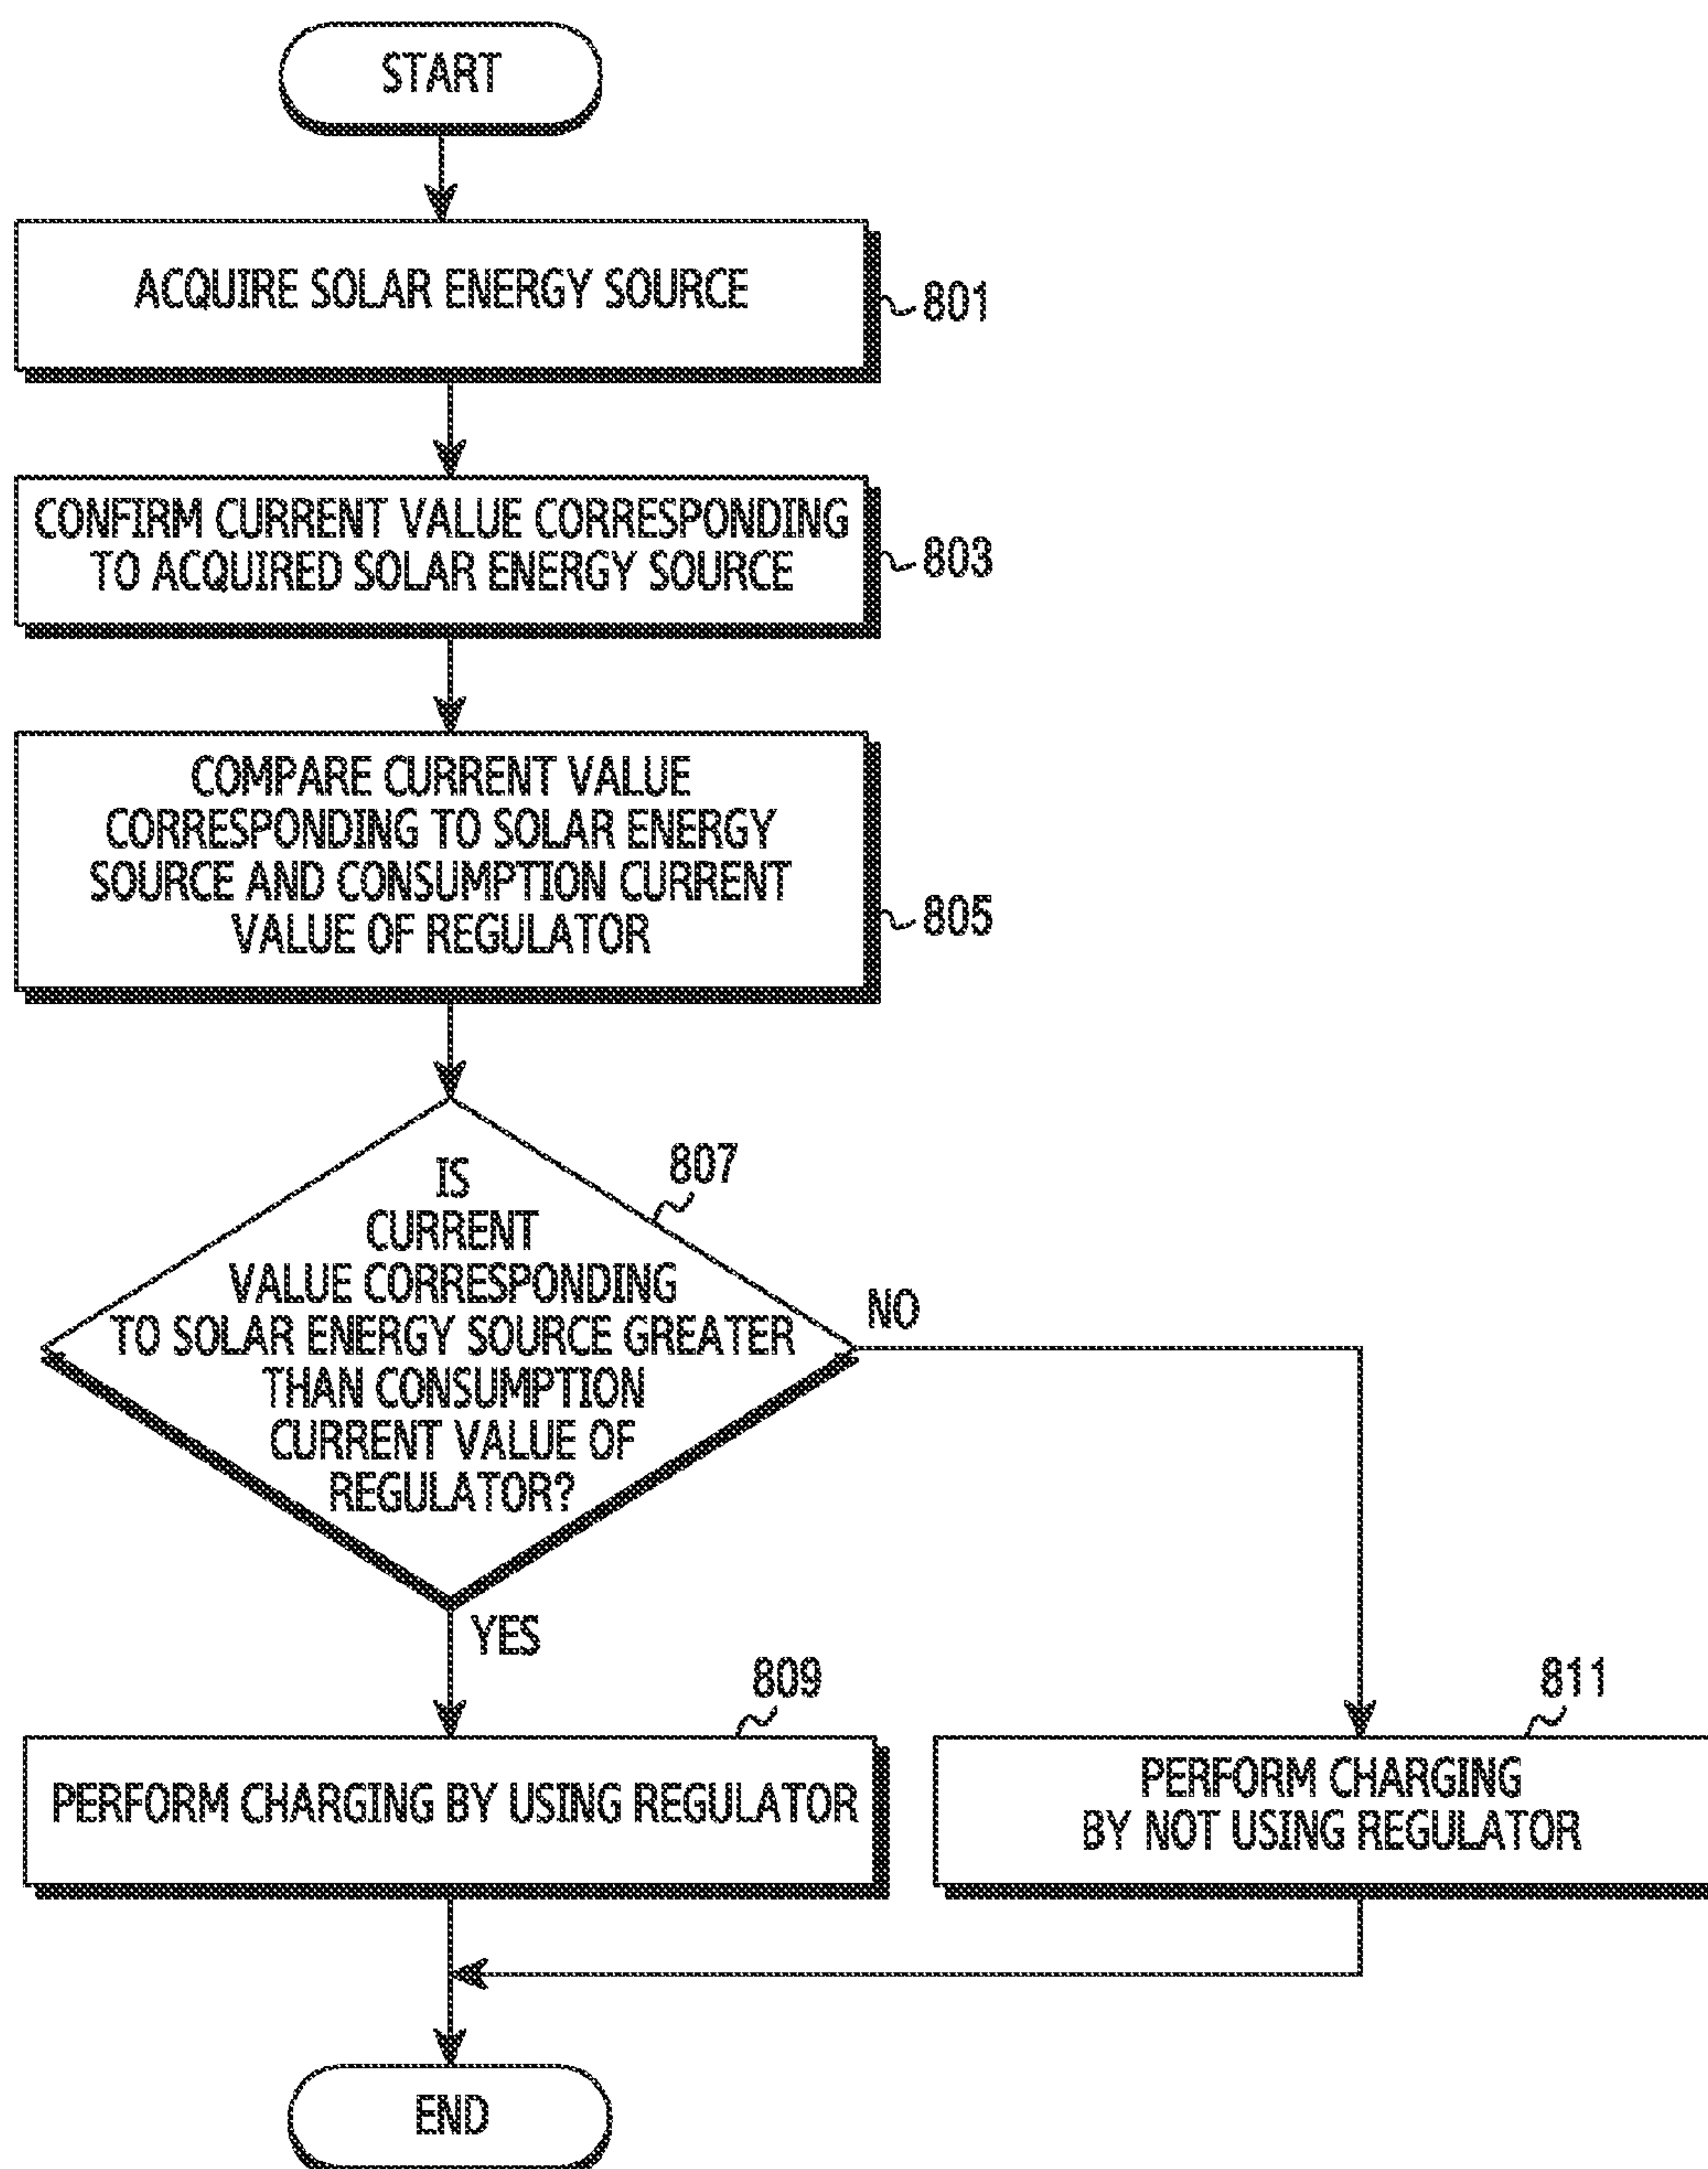 START
ACQUIRE SOLAR ENERGY SOURCE
801
CONFIRM CURRENT VALUE CORRESPONDING
TO ACQUIRED SOLAR ENERGY SOURCE
803
COMPARE CURRENT VALUE
CORRESPONDING TO SOLAR ENERGY
SOURCE AND CONSUMPTION CURRENT
VALUE OF REGULATOR
805
807
IS
CURRENT
VALUE CORRESPONDING
TO SOLAR ENERGY SOURCE GREATER
THAN CONSUMPTION
CURRENT VALUE OF
REGULATOR?
NO
YES
809
PERFORM CHARGING BY USING REGULATOR
811
PERFORM CHARGING
BY NOT USING REGULATOR
END